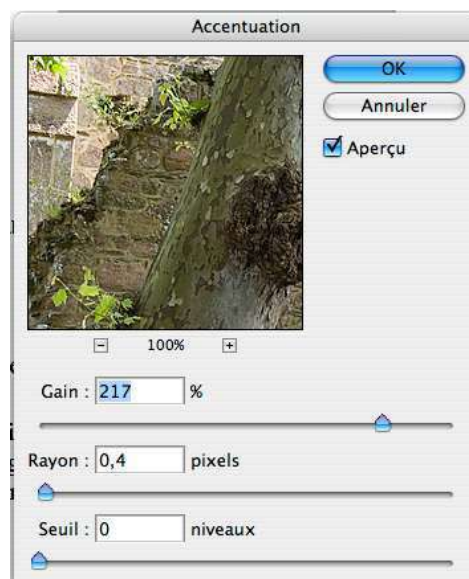 Accentuation
OK
Annuler
Aperçu
100%
Gain : 217 %
Rayon : 0,4 pixels
Seuil : 0 niveaux